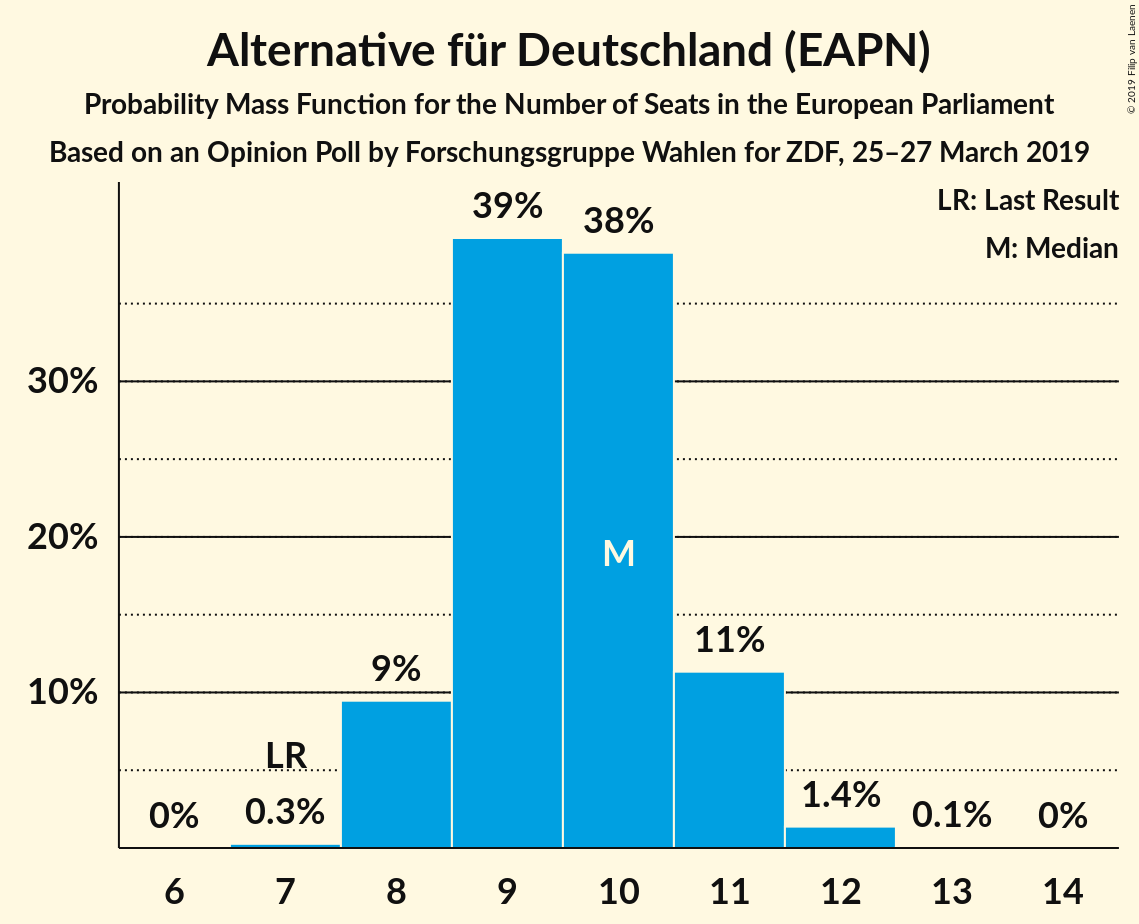 Alternative für Deutschland (EAPN)
Probability Mass Function for the Number of Seats in the European Parliament
Based on an Opinion Poll by Forschungsgruppe Wahlen for ZDF, 25–27 March 2019
© 2019 Filip van Laenen
LR: Last Result
M: Median
39%
38%
30%
20%
M
11%
9%
10%
LR
0%
0.3%
1.4%
0.1%
0%
6 7 8 9 10 11 12 13 14